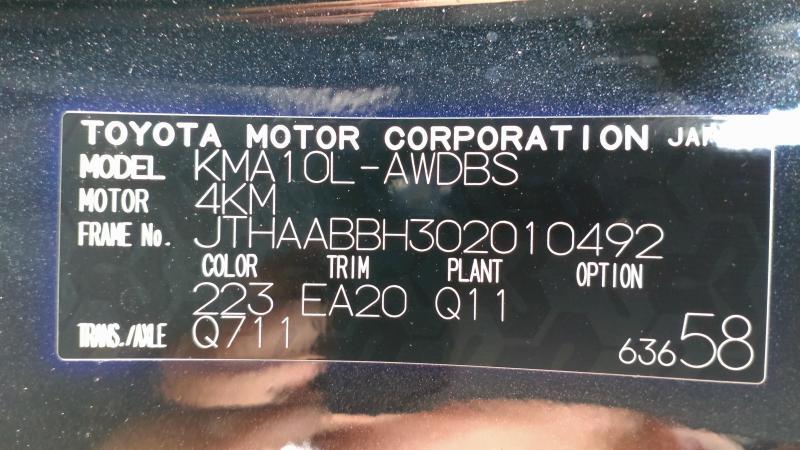 TOYOTA MOTOR CORPORATION
MODEL KMA10L-AWDBS
MOTOR 4KM
FRAME No. JTHAABBH302010492
COLOR TRIM PLANT OPTION
223 EA20 Q11
TRANS./AXLE Q711
63658